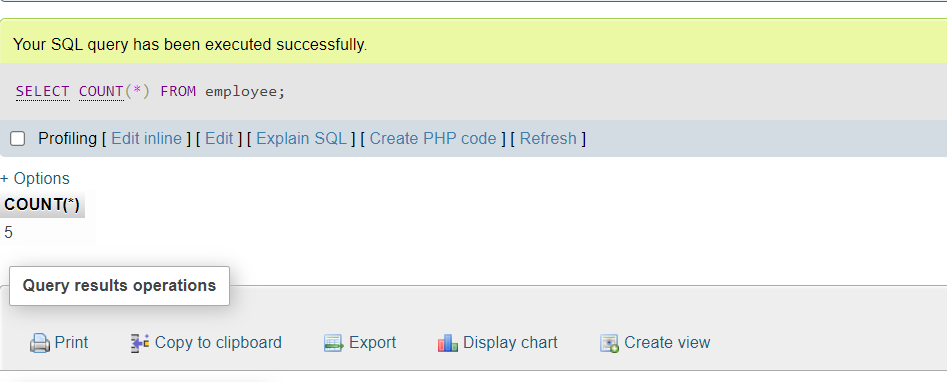 Your SQL query has been executed successfully.
SELECT COUNT(*) FROM employee;
Profiling [ Edit inline ] [ Edit ] [ Explain SQL ] [ Create PHP code ] [ Refresh ]
+ Options
COUNT(*)
5
Query results operations
Print Copy to clipboard Export Display chart Create view